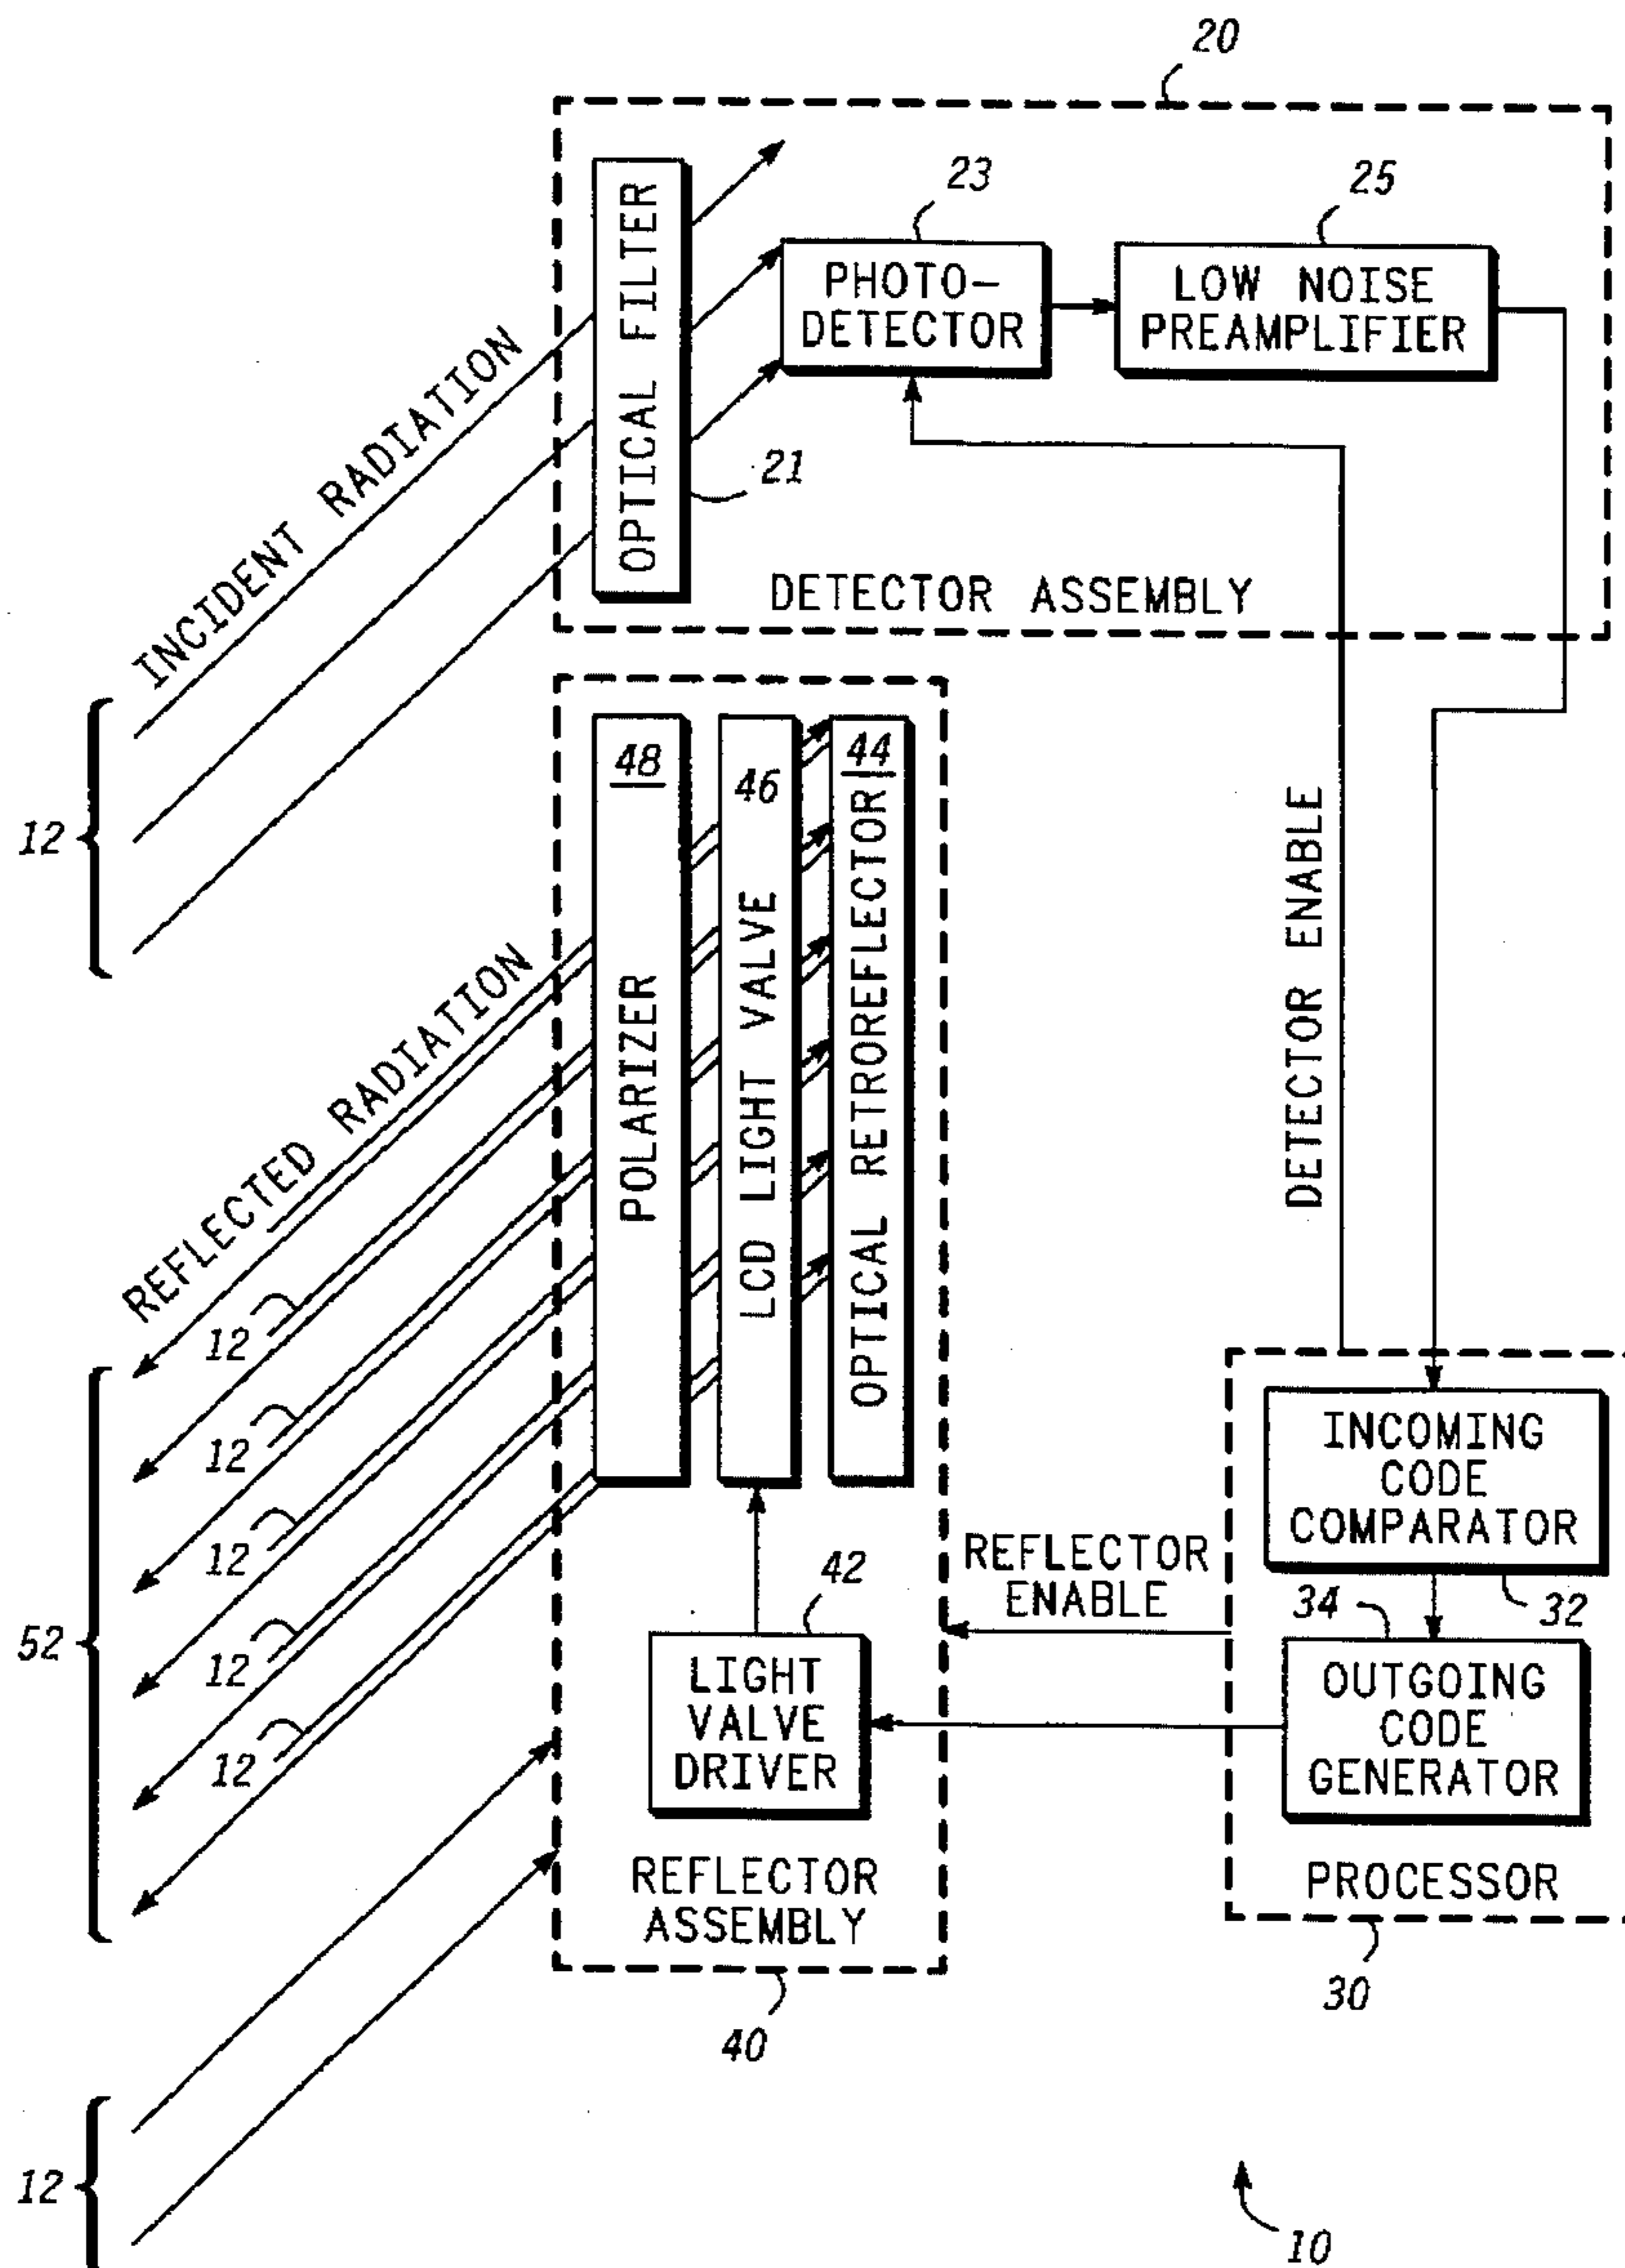 20
OPTICAL FILTER
21
23
PHOTO-
DETECTOR
25
LOW NOISE
PREAMPLIFIER
DETECTOR ASSEMBLY
INCIDENT RADIATION
12
DETECTOR ENABLE
48
POLARIZER
46
LCD LIGHT VALVE
44
OPTICAL RETROREFLECTOR
REFLECTED RADIATION
12
12
12
12
12
52
INCOMING
CODE
COMPARATOR
32
REFLECTOR
ENABLE
42
LIGHT
VALVE
DRIVER
34
OUTGOING
CODE
GENERATOR
REFLECTOR
ASSEMBLY
PROCESSOR
40
30
12
10